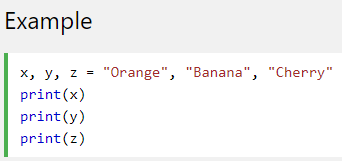 Example
x, y, z = "Orange", "Banana", "Cherry"
print(x)
print(y)
print(z)